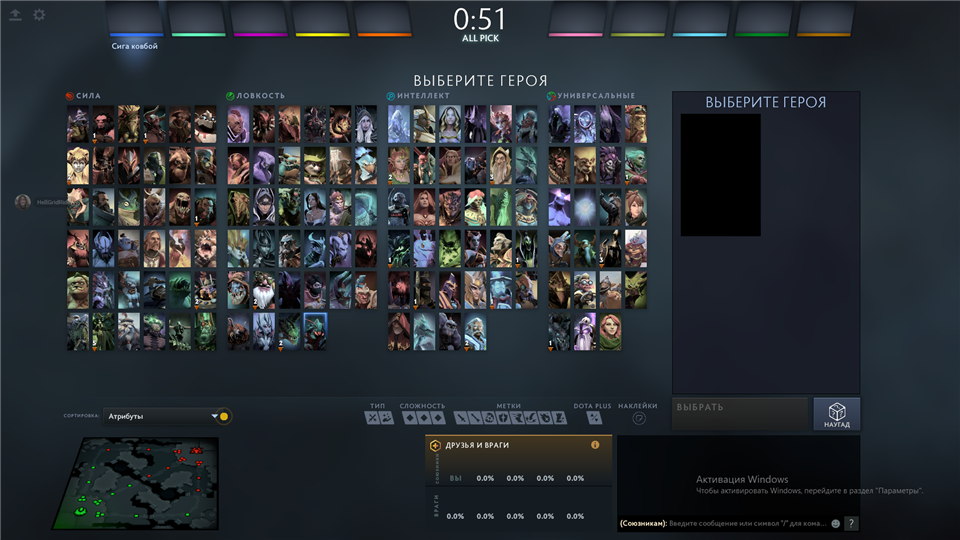 0:51
ALL PICK
Сига ковбой
ВЫБЕРИТЕ ГЕРОЯ
СИЛА
ЛОВКОСТЬ
ИНТЕЛЛЕКТ
УНИВЕРСАЛЬНЫЕ
ВЫБЕРИТЕ ГЕРОЯ
СОРТИРОВКА:
Атрибуты
ТИП
СЛОЖНОСТЬ
МЕТКИ
DOTA PLUS
НАКЛЕЙКИ
ВЫБРАТЬ
НАУГАД
ДРУЗЬЯ И ВРАГИ
СОЮЗНИКИ
ВЫ 0.0% 0.0% 0.0% 0.0%
ВРАГИ
0.0% 0.0% 0.0% 0.0% 0.0%
Активация Windows
Чтобы активировать Windows, перейдите в раздел "Параметры".
(Союзникам): Введите сообщение или символ "/" для кома...
?